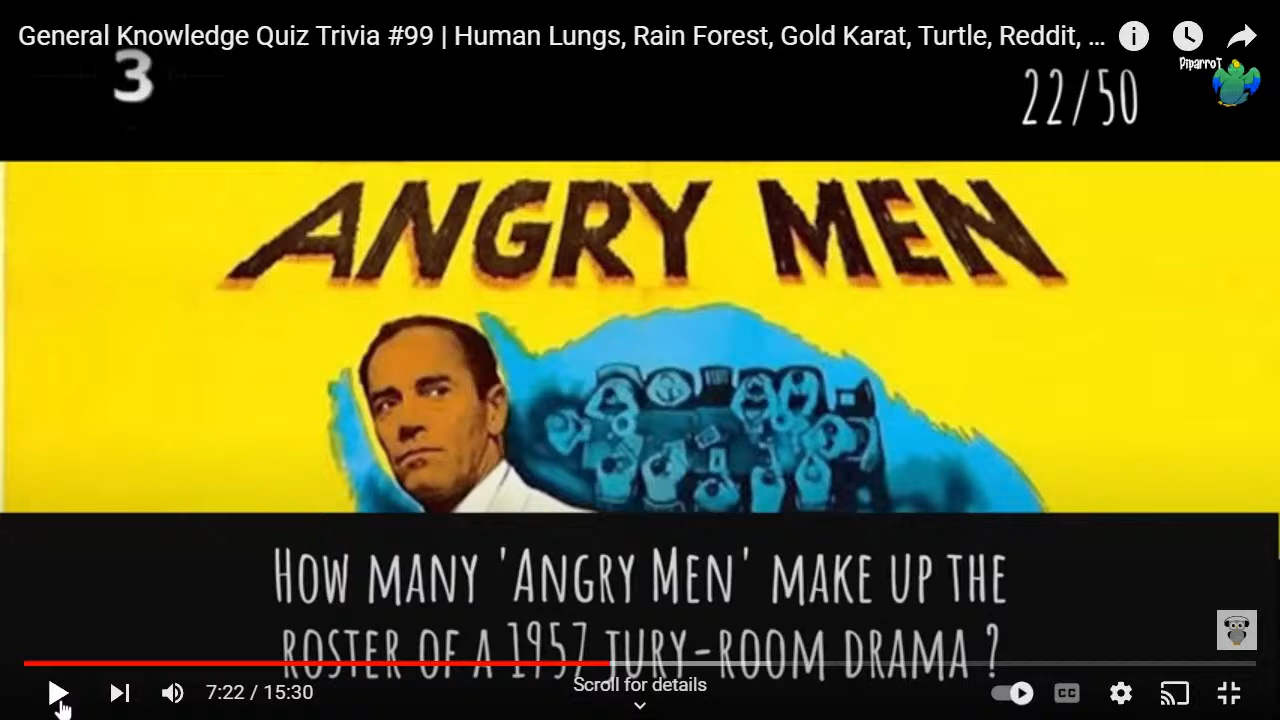 General Knowledge Quiz Trivia #99 | Human Lungs, Rain Forest, Gold Karat, Turtle, Reddit, ...
3
22/50
PiparroT
ANGRY MEN
HOW MANY 'ANGRY MEN' MAKE UP THE
ROSTER OF A 1957 JURY-ROOM DRAMA ?
7:22 / 15:30
Scroll for details
CC